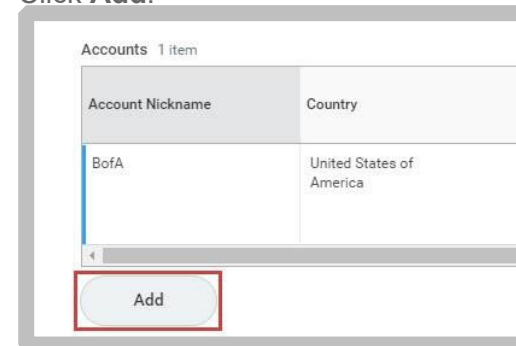 Click Add.
Accounts 1 item
Account Nickname Country
BofA United States of
America
Add